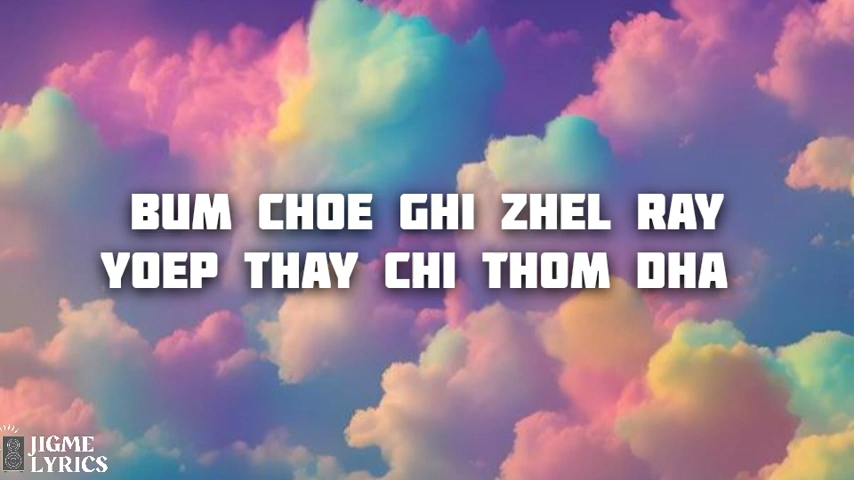 BUM CHOE GHI ZHEL RAY
YOEP THAY CHI THOM DHA
JIGME
LYRICS